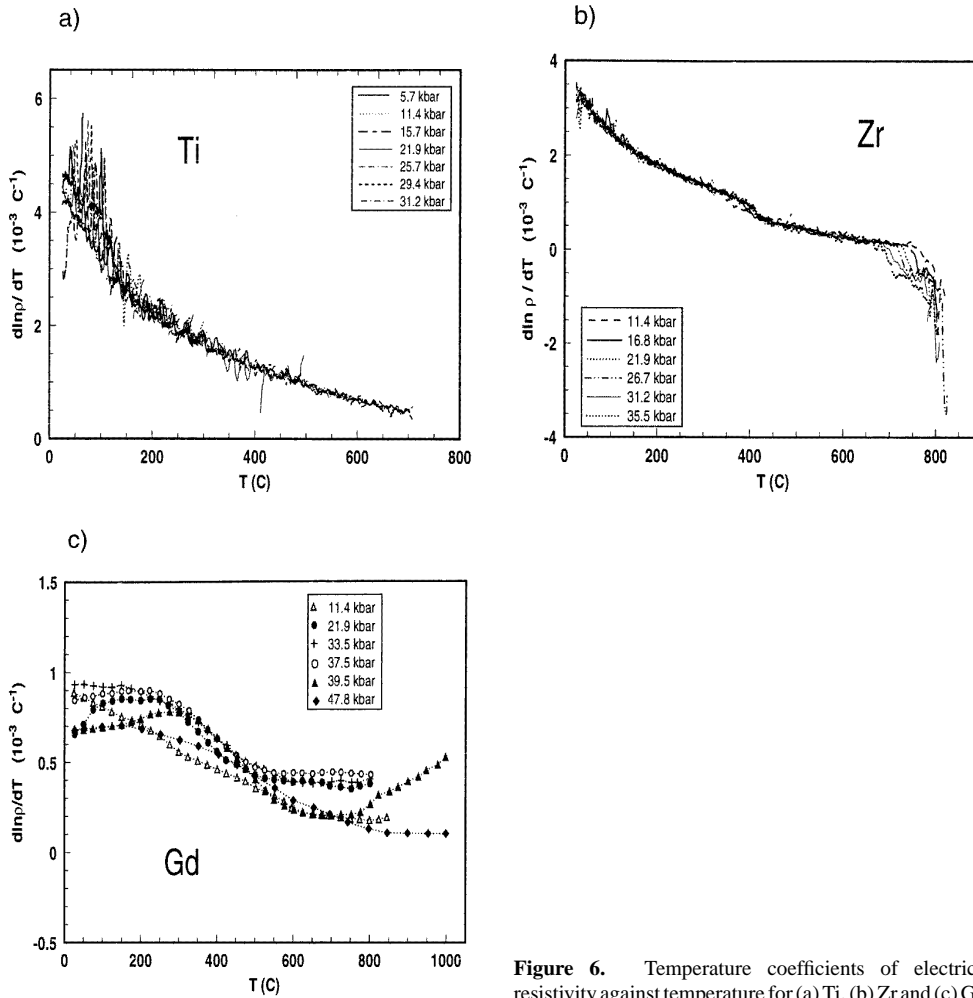 a)
6
4
2
0
dlnρ/ dT (10⁻³ C⁻¹)
Ti
5.7 kbar
11.4 kbar
15.7 kbar
21.9 kbar
25.7 kbar
29.4 kbar
31.2 kbar
0 200 400 600 800
T (C)
b)
4
2
0
-2
-4
dln ρ / dT (10⁻³ C⁻¹)
Zr
11.4 kbar
16.8 kbar
21.9 kbar
26.7 kbar
31.2 kbar
35.5 kbar
0 200 400 600 800
T (C)
c)
1.5
1
0.5
0
-0.5
dlnρ/dT (10⁻³ C⁻¹)
Gd
11.4 kbar
21.9 kbar
33.5 kbar
37.5 kbar
39.5 kbar
47.8 kbar
0 200 400 600 800 1000
T (C)
Figure 6. Temperature coefficients of electric
resistivity against temperature for (a) Ti, (b) Zr and (c) G